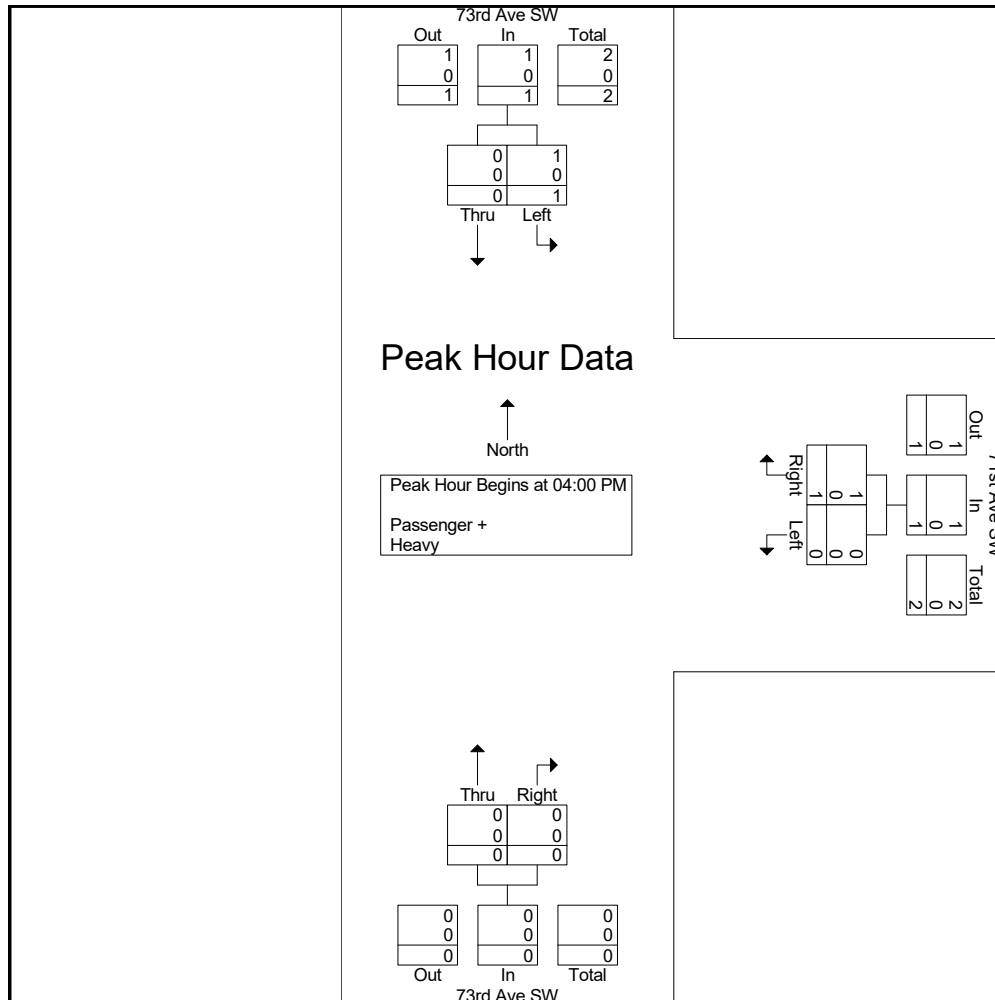 73rd Ave SW
Out In Total
1 1 2
0 0 0
1 1 2
0 1
0 0
0 1
Thru Left
Peak Hour Data
North
Peak Hour Begins at 04:00 PM
Passenger +
Heavy
71st Ave SW
Out In Total
1 1 2
0 0 0
1 1 2
1 0
0 0
1 0
Right Left
Thru Right
0 0
0 0
0 0
0 0 0
0 0 0
0 0 0
Out In Total
73rd Ave SW